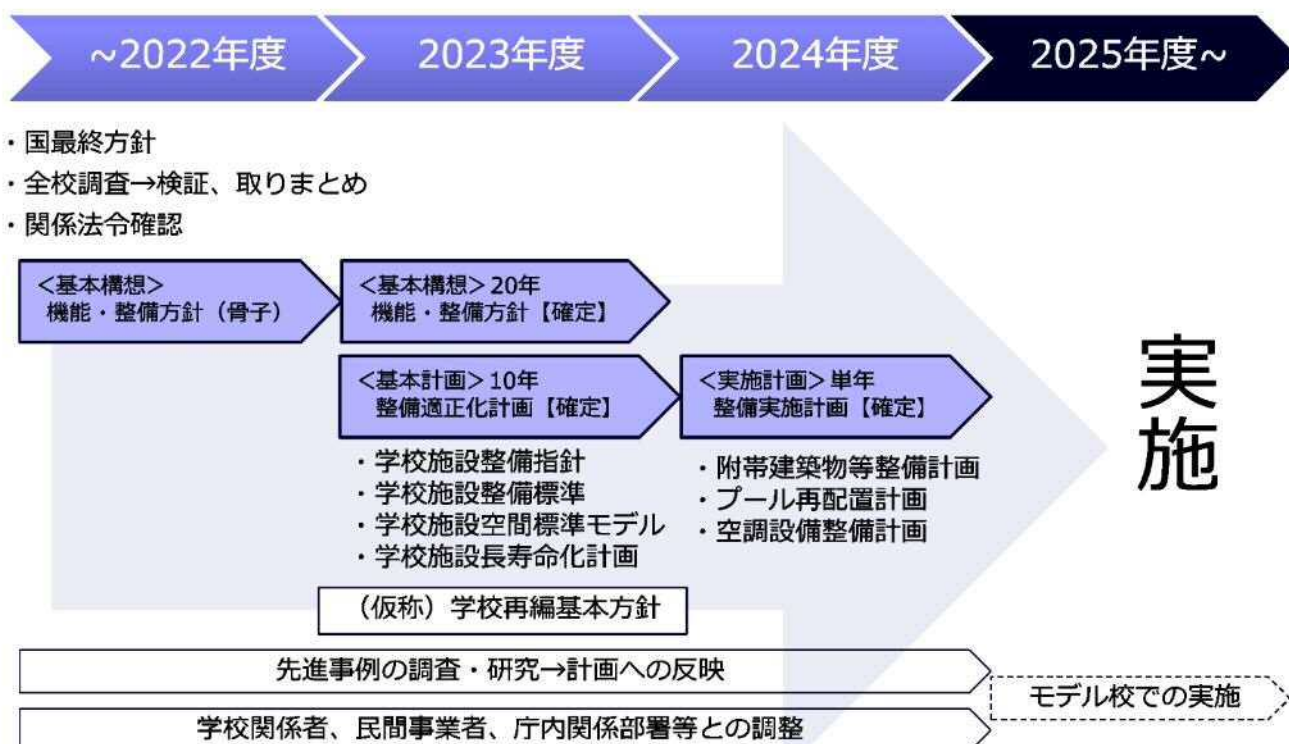 ~2022年度
2023年度
2024年度
2025年度~
・国最終方針
・全校調査→検証、取りまとめ
・関係法令確認
＜基本構想＞
機能・整備方針（骨子）
＜基本構想＞20年
機能・整備方針【確定】
＜基本計画＞10年
整備適正化計画【確定】
＜実施計画＞単年
整備実施計画【確定】
・学校施設整備指針
・学校施設整備標準
・学校施設空間標準モデル
・学校施設長寿命化計画
・附帯建築物等整備計画
・プール再配置計画
・空調設備整備計画
実施
（仮称）学校再編基本方針
先進事例の調査・研究→計画への反映
学校関係者、民間事業者、庁内関係部署等との調整
モデル校での実施